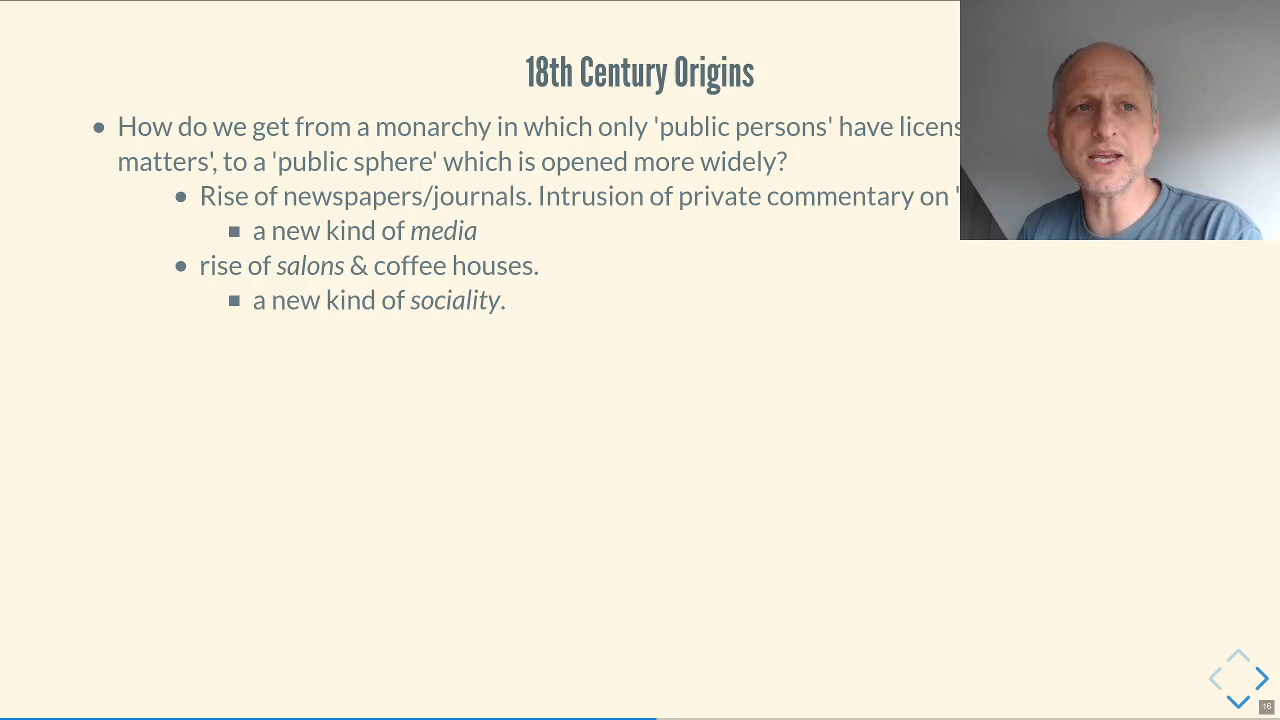 18th Century Origins
How do we get from a monarchy in which only 'public persons' have
matters', to a 'public sphere' which is opened more widely?
Rise of newspapers/journals. Intrusion of private commentary on '
a new kind of media
rise of salons & coffee houses.
a new kind of sociality.
16